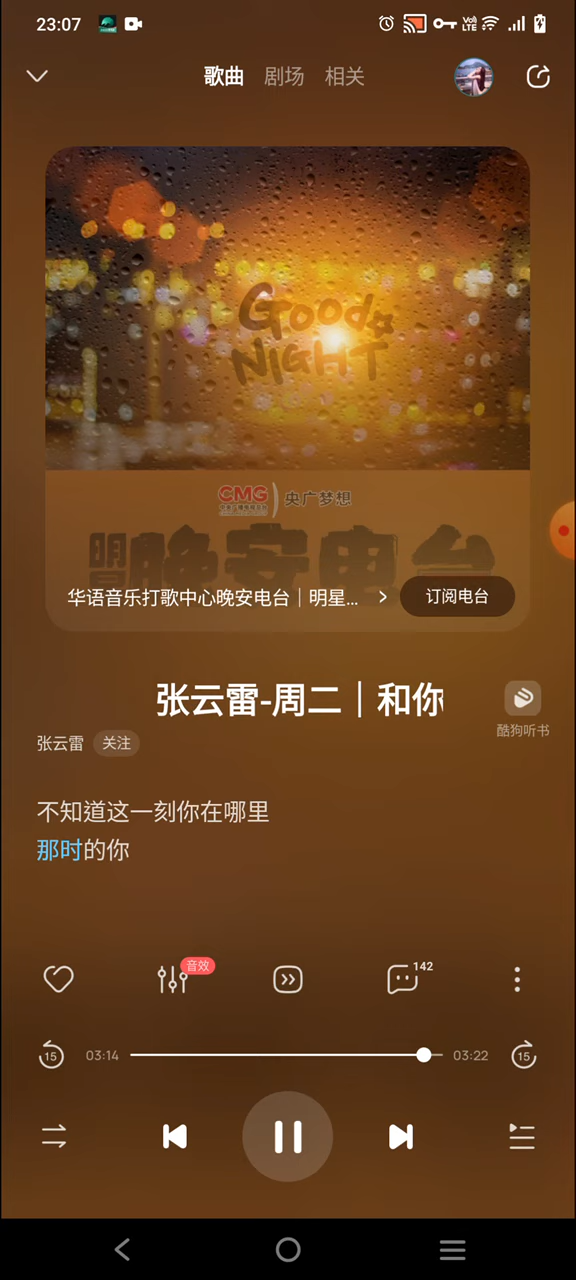 23:07
VoLTE
歌曲 剧场 相关
Good
NIGHT
CMG 央广梦想
明 晚安电台
华语音乐打歌中心晚安电台｜明星... 订阅电台
张云雷-周二｜和你
酷狗听书
张云雷 关注
不知道这一刻你在哪里
那时的你
音效
142
15 03:14 03:22 15